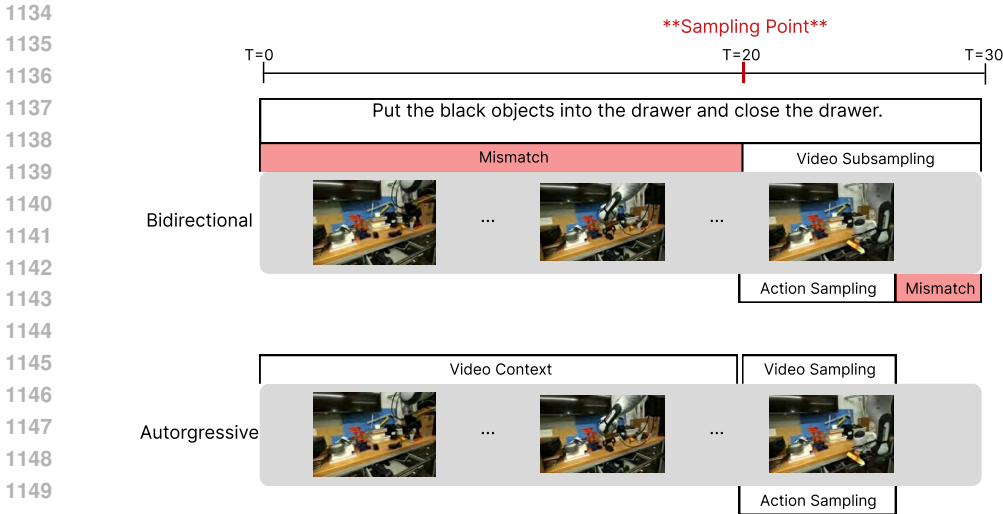 1134
**Sampling Point**
1135
T=0 T=20 T=30
1136
1137
Put the black objects into the drawer and close the drawer.
1138
Mismatch Video Subsampling
1139
1140
... ...
Bidirectional
1141
1142
1143
Action Sampling Mismatch
1144
1145
Video Context Video Sampling
1146
1147
Autorgressive ... ...
1148
1149
Action Sampling